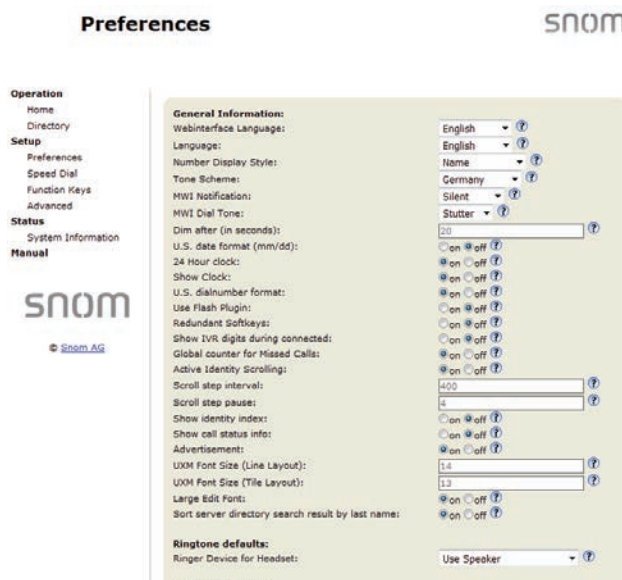 Preferences
snom
Operation
Home
Directory
Setup
Preferences
Speed Dial
Function Keys
Advanced
Status
System Information
Manual
snom
© Snom AG
General Information:
Webinterface Language: English ?
Language: English ?
Number Display Style: Name ?
Tone Scheme: Germany ?
MWI Notification: Silent ?
MWI Dial Tone: Stutter ?
Dim after (in seconds): 20 ?
U.S. date format (mm/dd): on off ?
24 Hour clock: on off ?
Show Clock: on off ?
U.S. dialnumber format: on off ?
Use Flash Plugin: on off ?
Redundant Softkeys: on off ?
Show IVR digits during connected: on off ?
Global counter for Missed Calls: on off ?
Active Identity Scrolling: on off ?
Scroll step interval: 400 ?
Scroll step pause: 4 ?
Show identity index: on off ?
Show call status info: on off ?
Advertisement: on off ?
UXM Font Size (Line Layout): 14 ?
UXM Font Size (Tile Layout): 13 ?
Large Edit Font: on off ?
Sort server directory search result by last name: on off ?
Ringtone defaults:
Ringer Device for Headset: Use Speaker ?